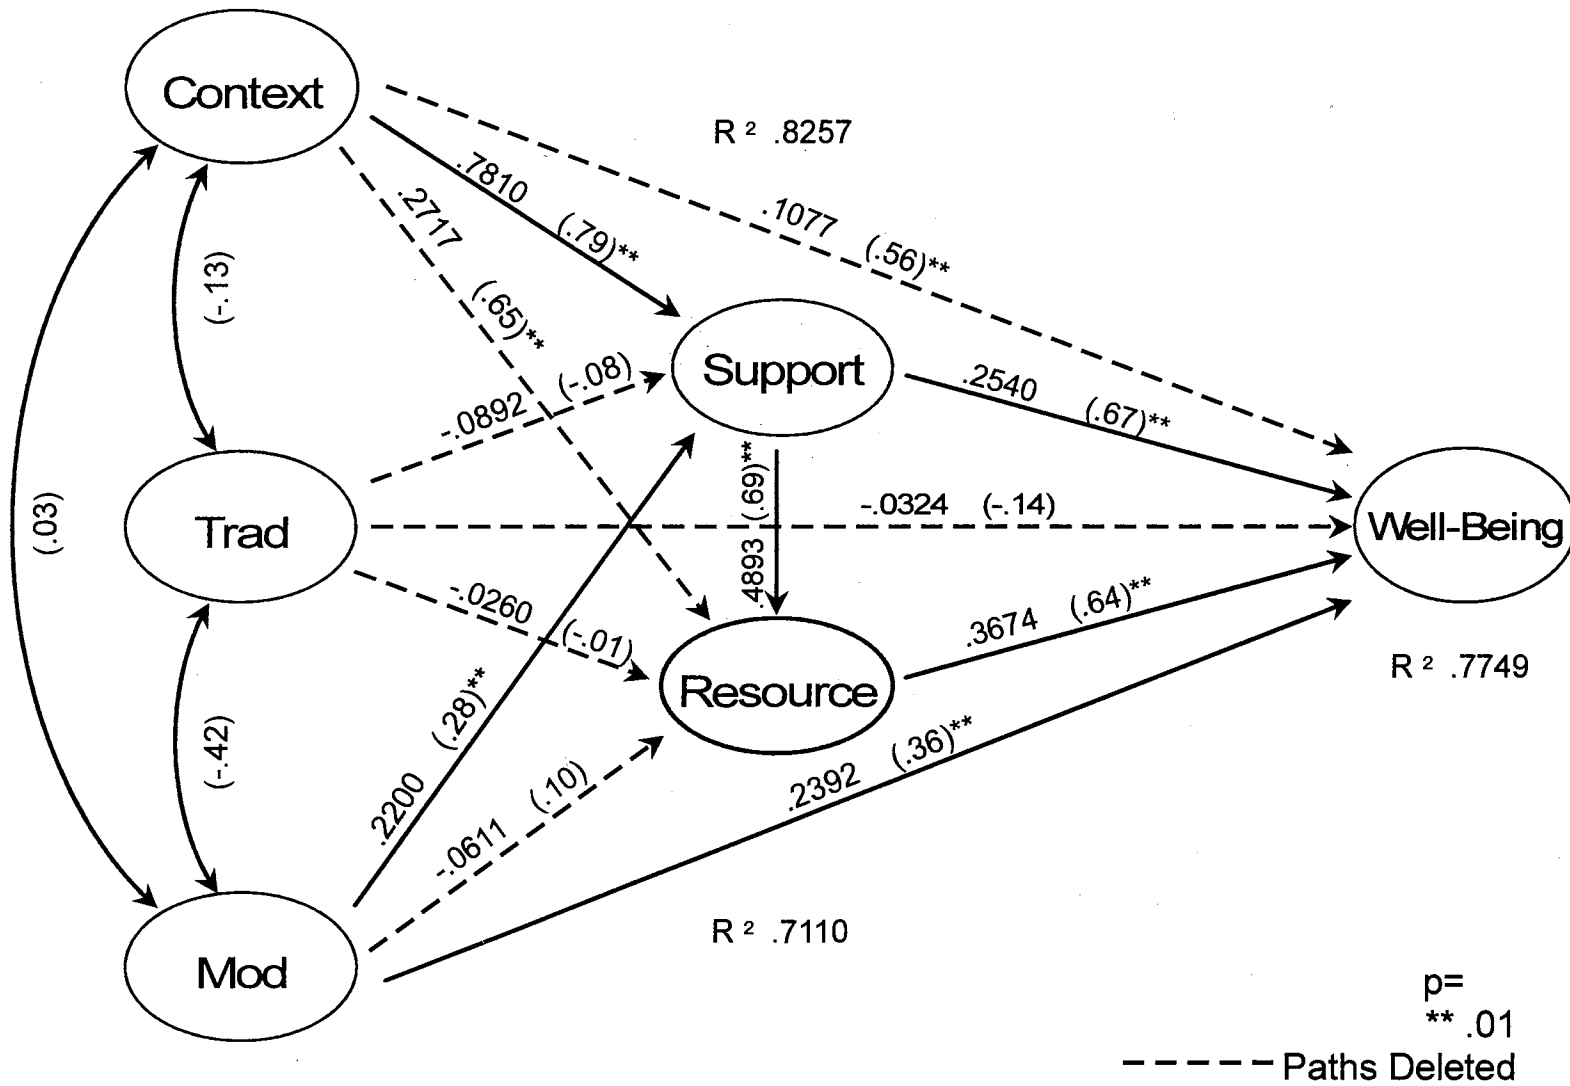 Context
R ² .8257
.7810 (.79)**
.2717 (.65)**
.1077 (.56)**
(-.13)
Support
-.0892 (-.08)
.2540 (.67)**
(.03)
Trad
.4893 (.69)**
-.0324 (-.14)
Well-Being
-.0260 (-.01)
.3674 (.64)**
R ² .7749
Resource
(-.42)
.2200 (.28)**
-.0611 (.10)
.2392 (.36)**
R ² .7110
Mod
p=
** .01
Paths Deleted